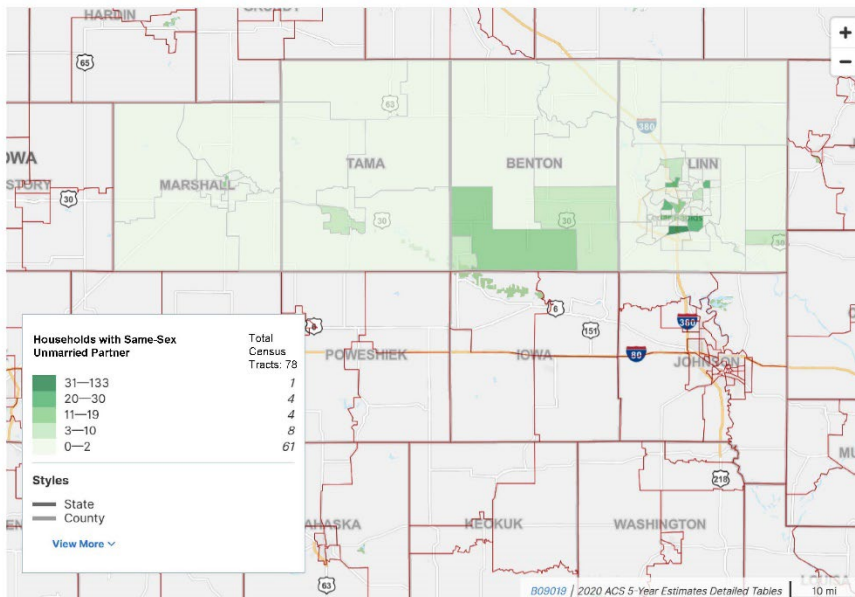 HARDIN
65
+
−
63
380
IOWA
STORY
30
MARSHALL
TAMA
BENTON
LINN
30
30
30
6
151
380
80
POWESHIEK
IOWA
JOHNSON
Households with Same-Sex
Unmarried Partner
Total
Census
Tracts: 78
31—133 1
20—30 4
11—19 4
3—10 8
0—2 61
Styles
State
County
View More
218
KEOKUK
WASHINGTON
63
B09019 | 2020 ACS 5-Year Estimates Detailed Tables
10 mi